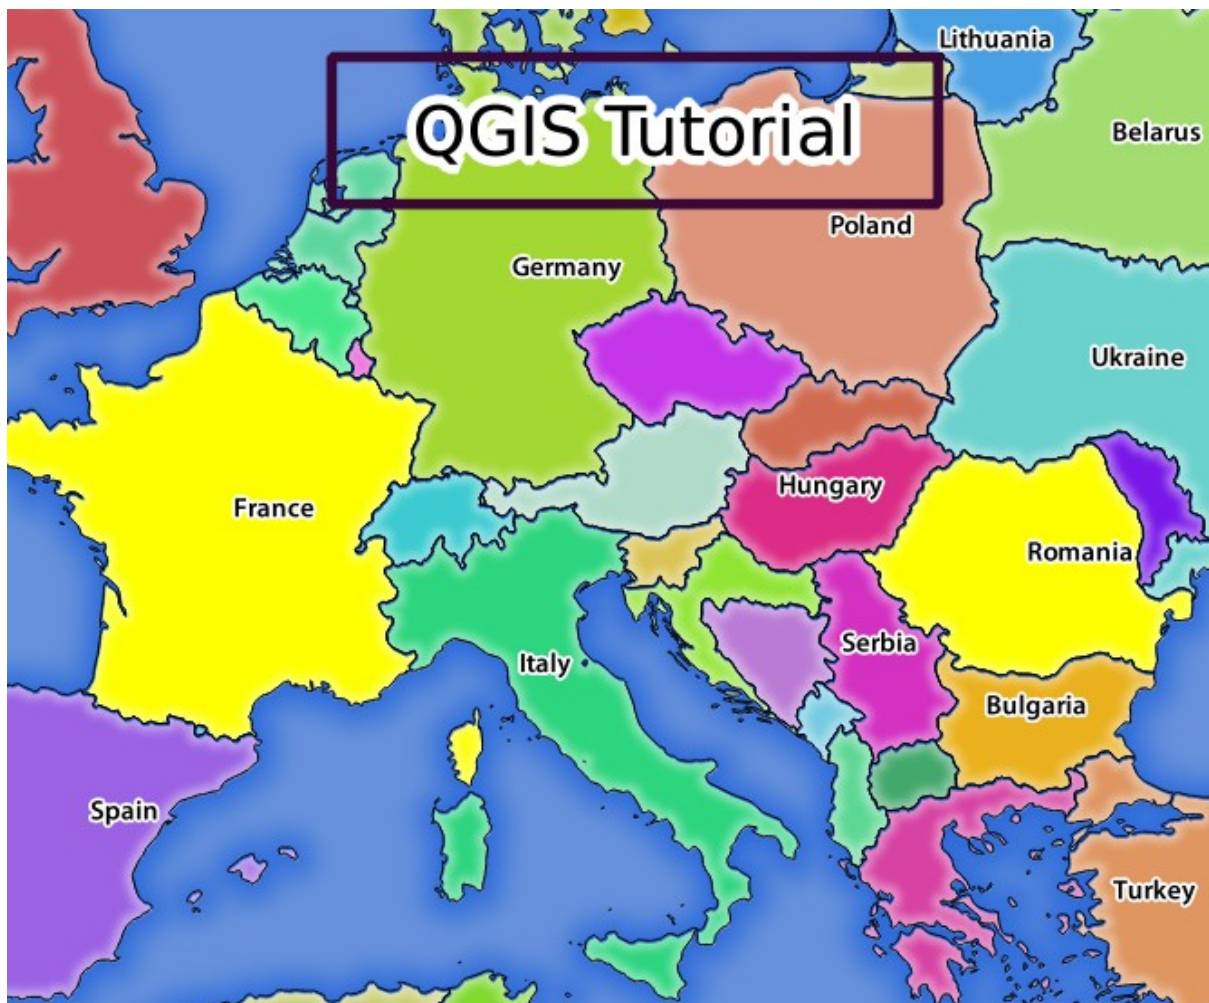 Lithuania
QGIS Tutorial
Belarus
Poland
Germany
Ukraine
Hungary
France
Romania
Serbia
Italy
Bulgaria
Spain
Turkey